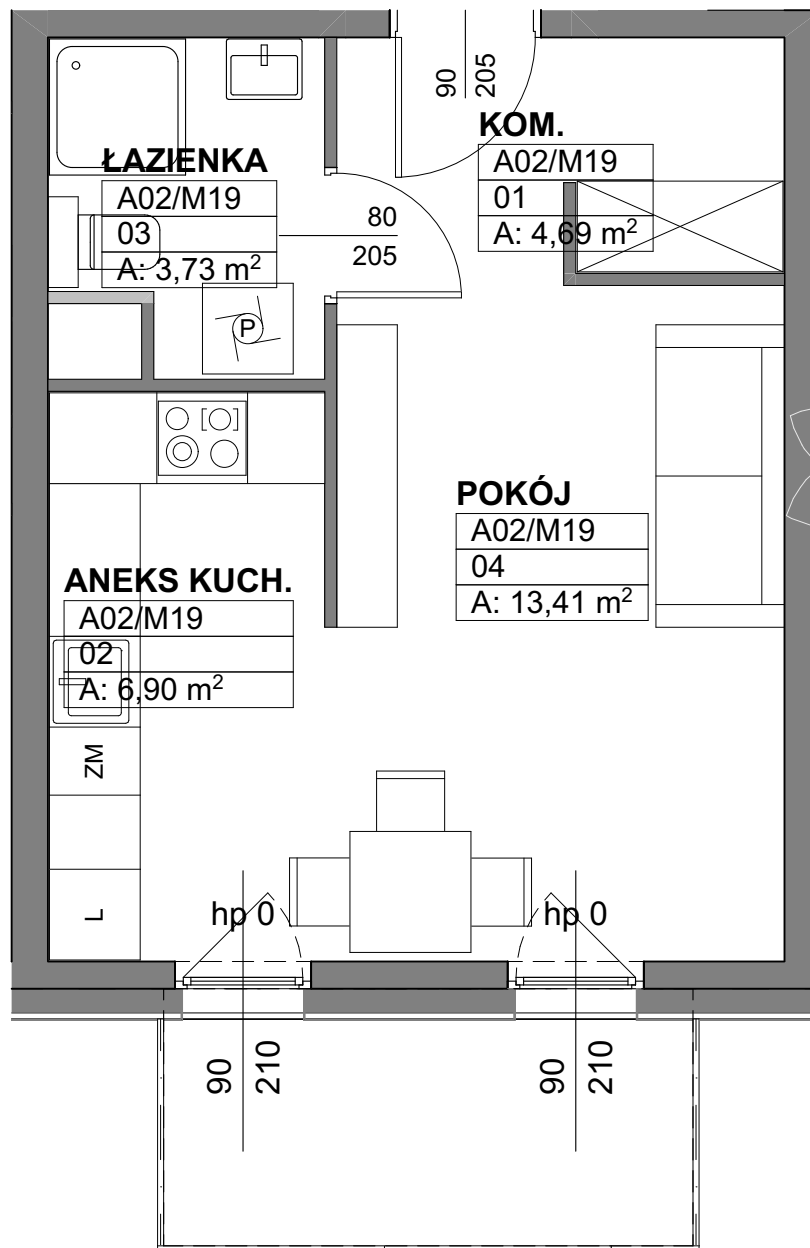 90
205
KOM.
A02/M19
01
A: 4,69 m²
ŁAZIENKA
A02/M19
03
A: 3,73 m²
80
205
P
POKÓJ
A02/M19
04
A: 13,41 m²
ANEKS KUCH.
A02/M19
02
A: 6,90 m²
ZM
L
hp 0
hp 0
90
210
90
210